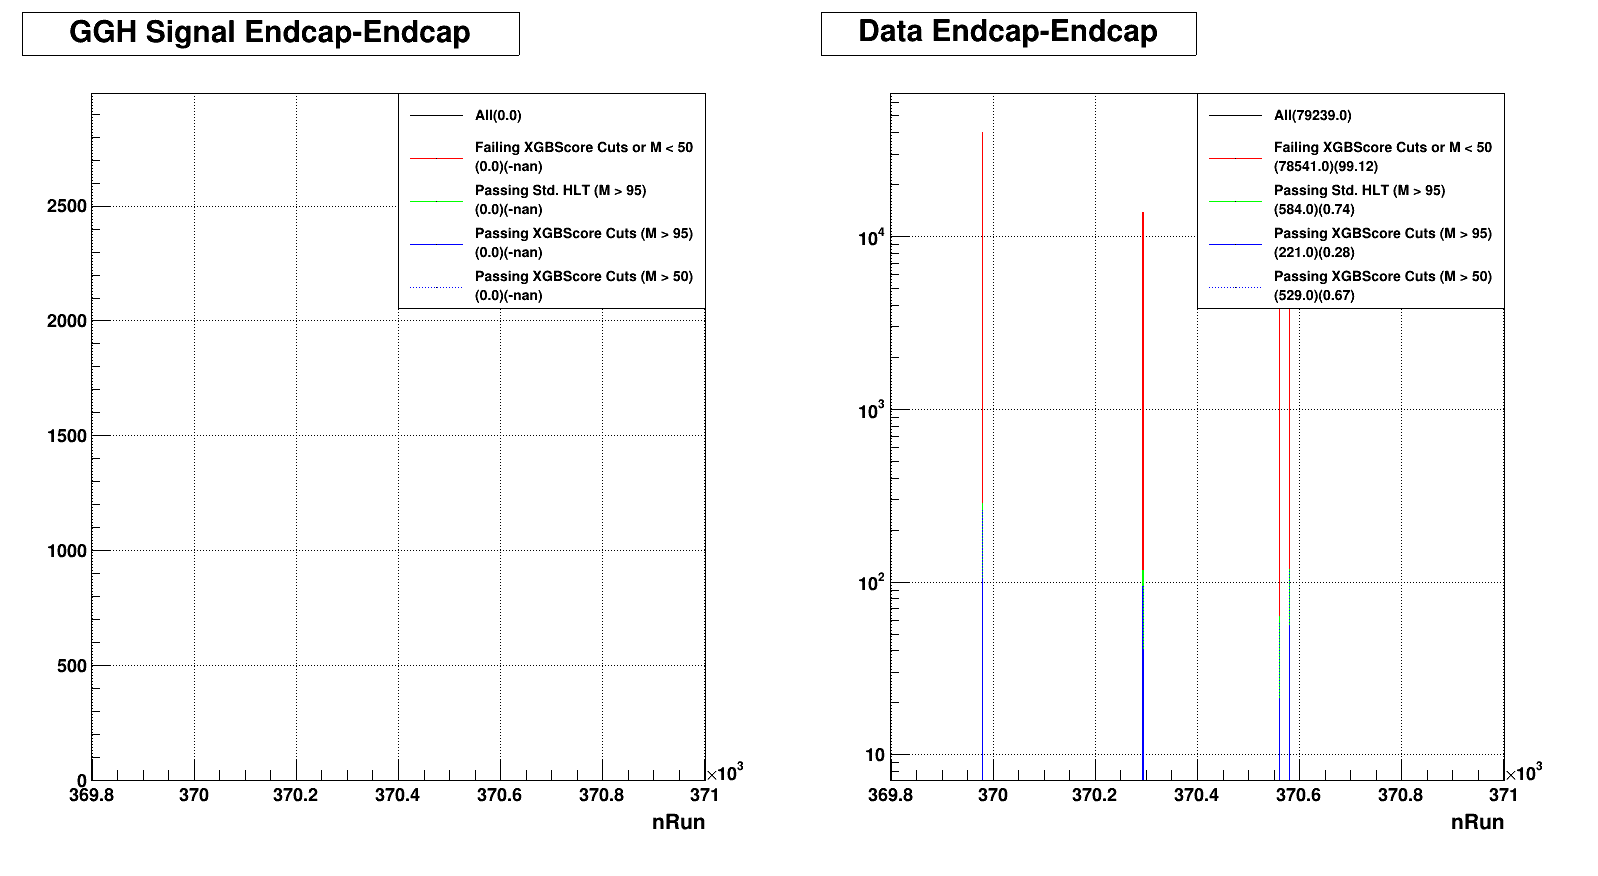 GGH Signal Endcap-Endcap
All(0.0)
Failing XGBScore Cuts or M < 50
(0.0)(-nan)
Passing Std. HLT (M > 95)
(0.0)(-nan)
Passing XGBScore Cuts (M > 95)
(0.0)(-nan)
Passing XGBScore Cuts (M > 50)
(0.0)(-nan)
2500
2000
1500
1000
500
0
369.8 370 370.2 370.4 370.6 370.8 371
×10³
nRun
Data Endcap-Endcap
All(79239.0)
Failing XGBScore Cuts or M < 50
(78541.0)(99.12)
Passing Std. HLT (M > 95)
(584.0)(0.74)
Passing XGBScore Cuts (M > 95)
(221.0)(0.28)
Passing XGBScore Cuts (M > 50)
(529.0)(0.67)
10⁴
10³
10²
10
369.8 370 370.2 370.4 370.6 370.8 371
×10³
nRun